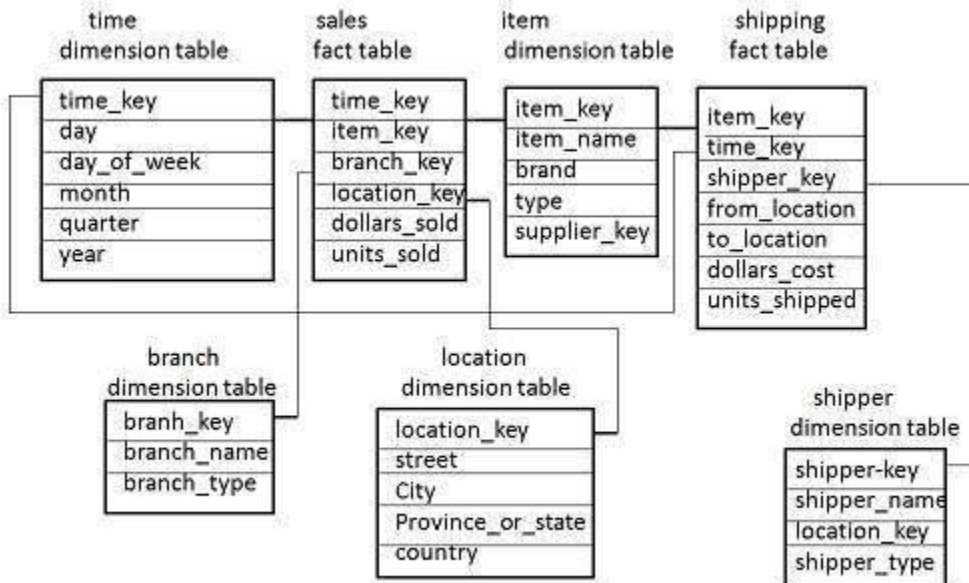 time
dimension table
time_key
day
day_of_week
month
quarter
year
sales
fact table
time_key
item_key
branch_key
location_key
dollars_sold
units_sold
item
dimension table
item_key
item_name
brand
type
supplier_key
shipping
fact table
item_key
time_key
shipper_key
from_location
to_location
dollars_cost
units_shipped
branch
dimension table
branh_key
branch_name
branch_type
location
dimension table
location_key
street
City
Province_or_state
country
shipper
dimension table
shipper-key
shipper_name
location_key
shipper_type